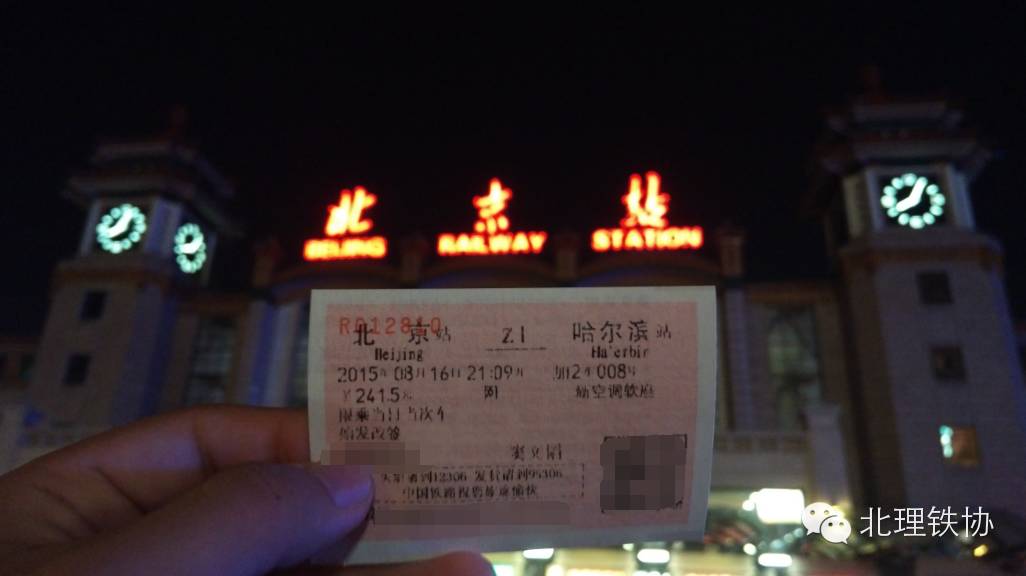 北京站
BEIJING RAILWAY STATION
R012810
北京站 Z1 哈尔滨站
Beijing Ha'erbin
2015年08月16日21:09开 加2车008号
￥241.5元 网 新空调软座
限乘当日当次车
始发改签
买票请到12306 发货请到95306
中国铁路祝您旅途愉快
北理铁协